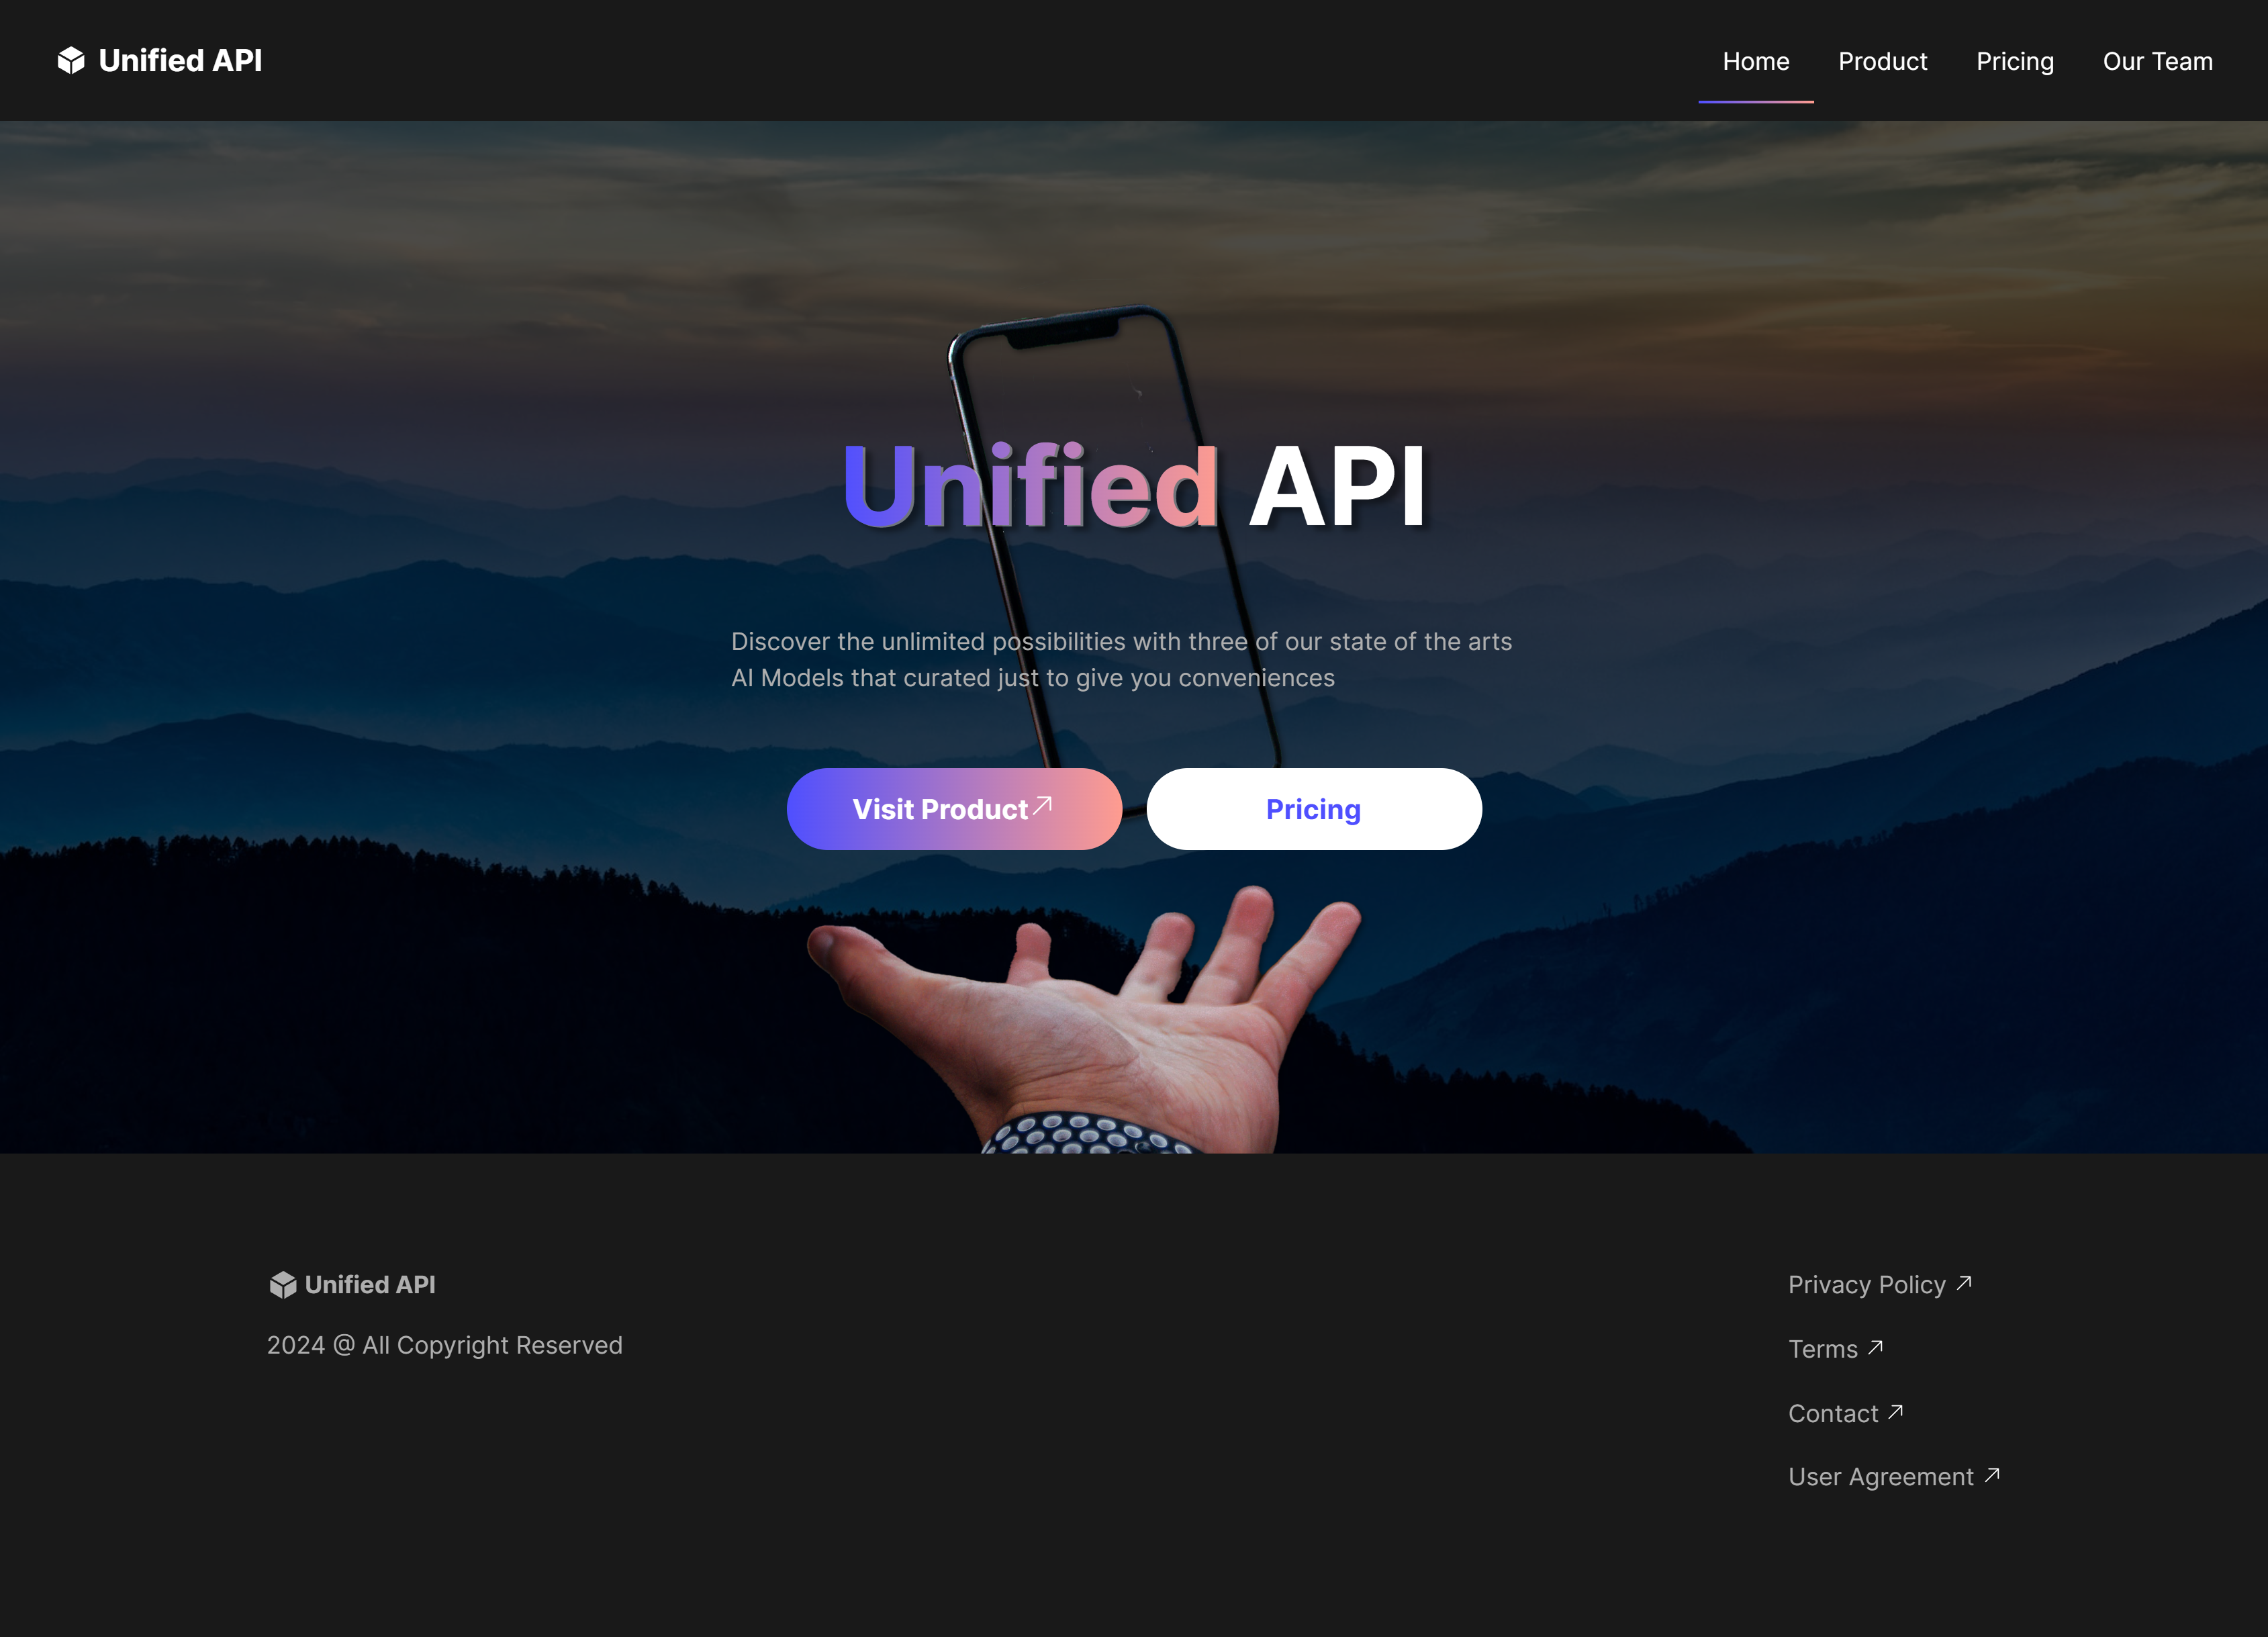 Unified API
Home
Product
Pricing
Our Team
Unified API
Discover the unlimited possibilities with three of our state of the arts
AI Models that curated just to give you conveniences
Visit Product
Pricing
Unified API
2024 @ All Copyright Reserved
Privacy Policy
Terms
Contact
User Agreement